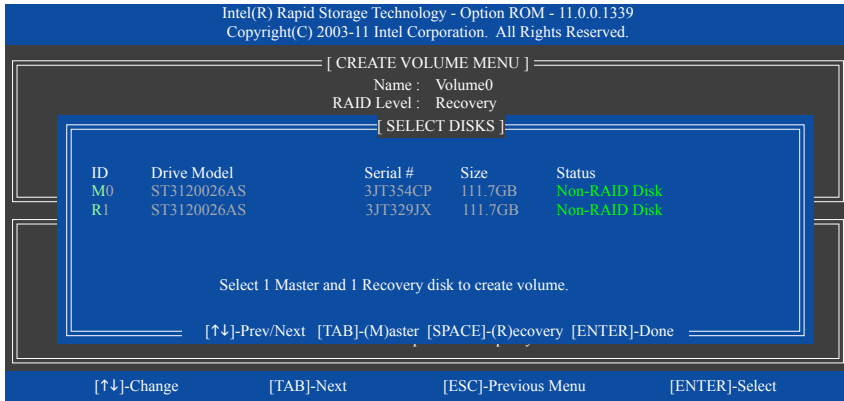 Intel(R) Rapid Storage Technology - Option ROM - 11.0.0.1339
Copyright(C) 2003-11 Intel Corporation. All Rights Reserved.
[ CREATE VOLUME MENU ]
Name : Volume0
RAID Level : Recovery
[ SELECT DISKS ]
ID Drive Model Serial # Size Status
M0 ST3120026AS 3JT354CP 111.7GB Non-RAID Disk
R1 ST3120026AS 3JT329JX 111.7GB Non-RAID Disk
Select 1 Master and 1 Recovery disk to create volume.
[↑↓]-Prev/Next [TAB]-(M)aster [SPACE]-(R)ecovery [ENTER]-Done
[↑↓]-Change [TAB]-Next [ESC]-Previous Menu [ENTER]-Select